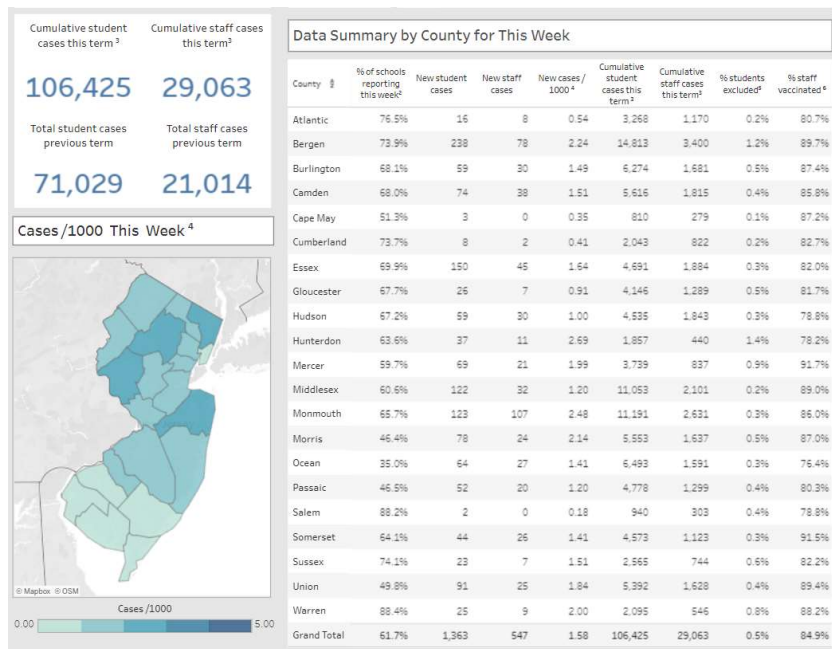 Cumulative student cases this term 3
106,425
Cumulative staff cases this term3
29,063
Total student cases previous term
71,029
Total staff cases previous term
21,014
Cases /1000 This Week 4
© Mapbox © OSM
Cases /1000
0.00 5.00
Data Summary by County for This Week
County % of schools reporting this week2 New student cases New staff cases New cases / 1000 4 Cumulative student cases this term 3 Cumulative staff cases this term3 % students excluded5 % staff vaccinated 6
Atlantic 76.5% 16 8 0.54 3,268 1,170 0.2% 80.7%
Bergen 73.9% 238 78 2.24 14,813 3,400 1.2% 89.7%
Burlington 68.1% 59 30 1.49 6,274 1,681 0.5% 87.4%
Camden 68.0% 74 38 1.51 5,616 1,815 0.4% 85.8%
Cape May 51.3% 3 0 0.35 810 279 0.1% 87.2%
Cumberland 73.7% 8 2 0.41 2,043 822 0.2% 82.7%
Essex 69.9% 150 45 1.64 4,691 1,884 0.3% 82.0%
Gloucester 67.7% 26 7 0.91 4,146 1,289 0.5% 81.7%
Hudson 67.2% 59 30 1.00 4,535 1,843 0.3% 78.8%
Hunterdon 63.6% 37 11 2.69 1,857 440 1.4% 78.2%
Mercer 59.7% 69 21 1.99 3,739 837 0.9% 91.7%
Middlesex 60.6% 122 32 1.20 11,053 2,101 0.2% 89.0%
Monmouth 65.7% 123 107 2.48 11,191 2,631 0.3% 86.0%
Morris 46.4% 78 24 2.14 5,553 1,637 0.5% 87.0%
Ocean 35.0% 64 27 1.41 6,493 1,591 0.3% 76.4%
Passaic 46.5% 52 20 1.20 4,778 1,299 0.4% 80.3%
Salem 88.2% 2 0 0.18 940 303 0.4% 78.8%
Somerset 64.1% 44 26 1.41 4,573 1,123 0.3% 91.5%
Sussex 74.1% 23 7 1.51 2,565 744 0.6% 82.2%
Union 49.8% 91 25 1.84 5,392 1,628 0.4% 89.4%
Warren 88.4% 25 9 2.00 2,095 546 0.8% 88.2%
Grand Total 61.7% 1,363 547 1.58 106,425 29,063 0.5% 84.9%